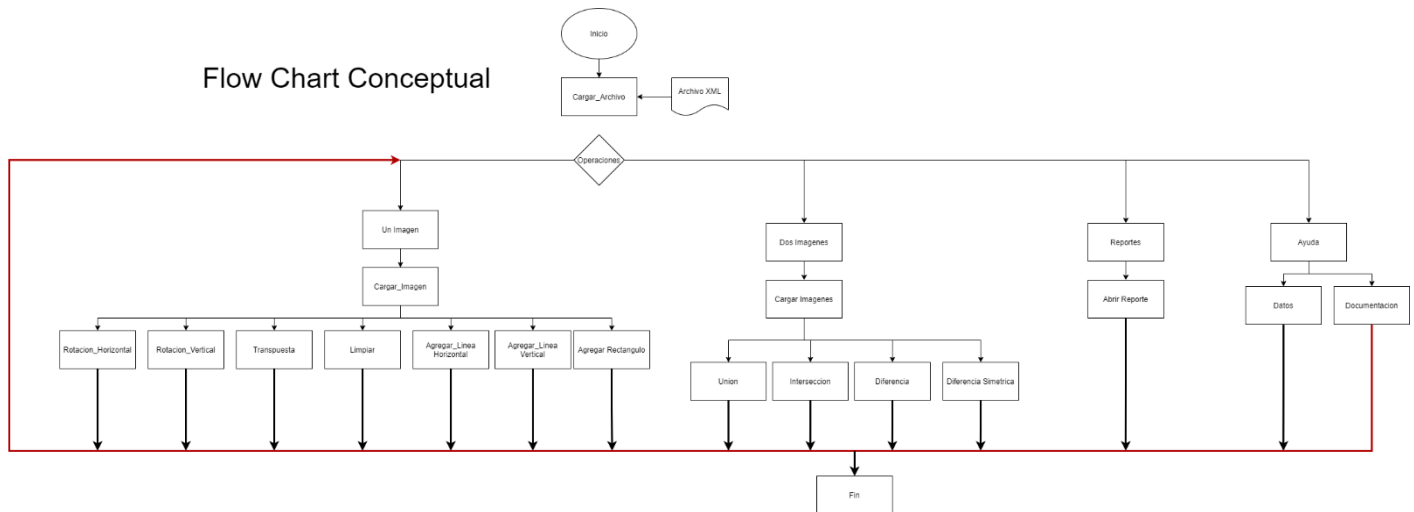 Inicio
Flow Chart Conceptual
Cargar_Archivo
Archivo XML
Operaciones
Un Imagen
Dos Imagenes
Reportes
Ayuda
Cargar_Imagen
Cargar Imagenes
Abrir Reporte
Datos
Documentacion
Rotacion_Horizontal
Rotacion_Vertical
Transpuesta
Limpiar
Agregar_Linea
Horizontal
Agregar_Linea
Vertical
Agregar Rectangulo
Union
Interseccion
Diferencia
Diferencia Simetrica
Fin